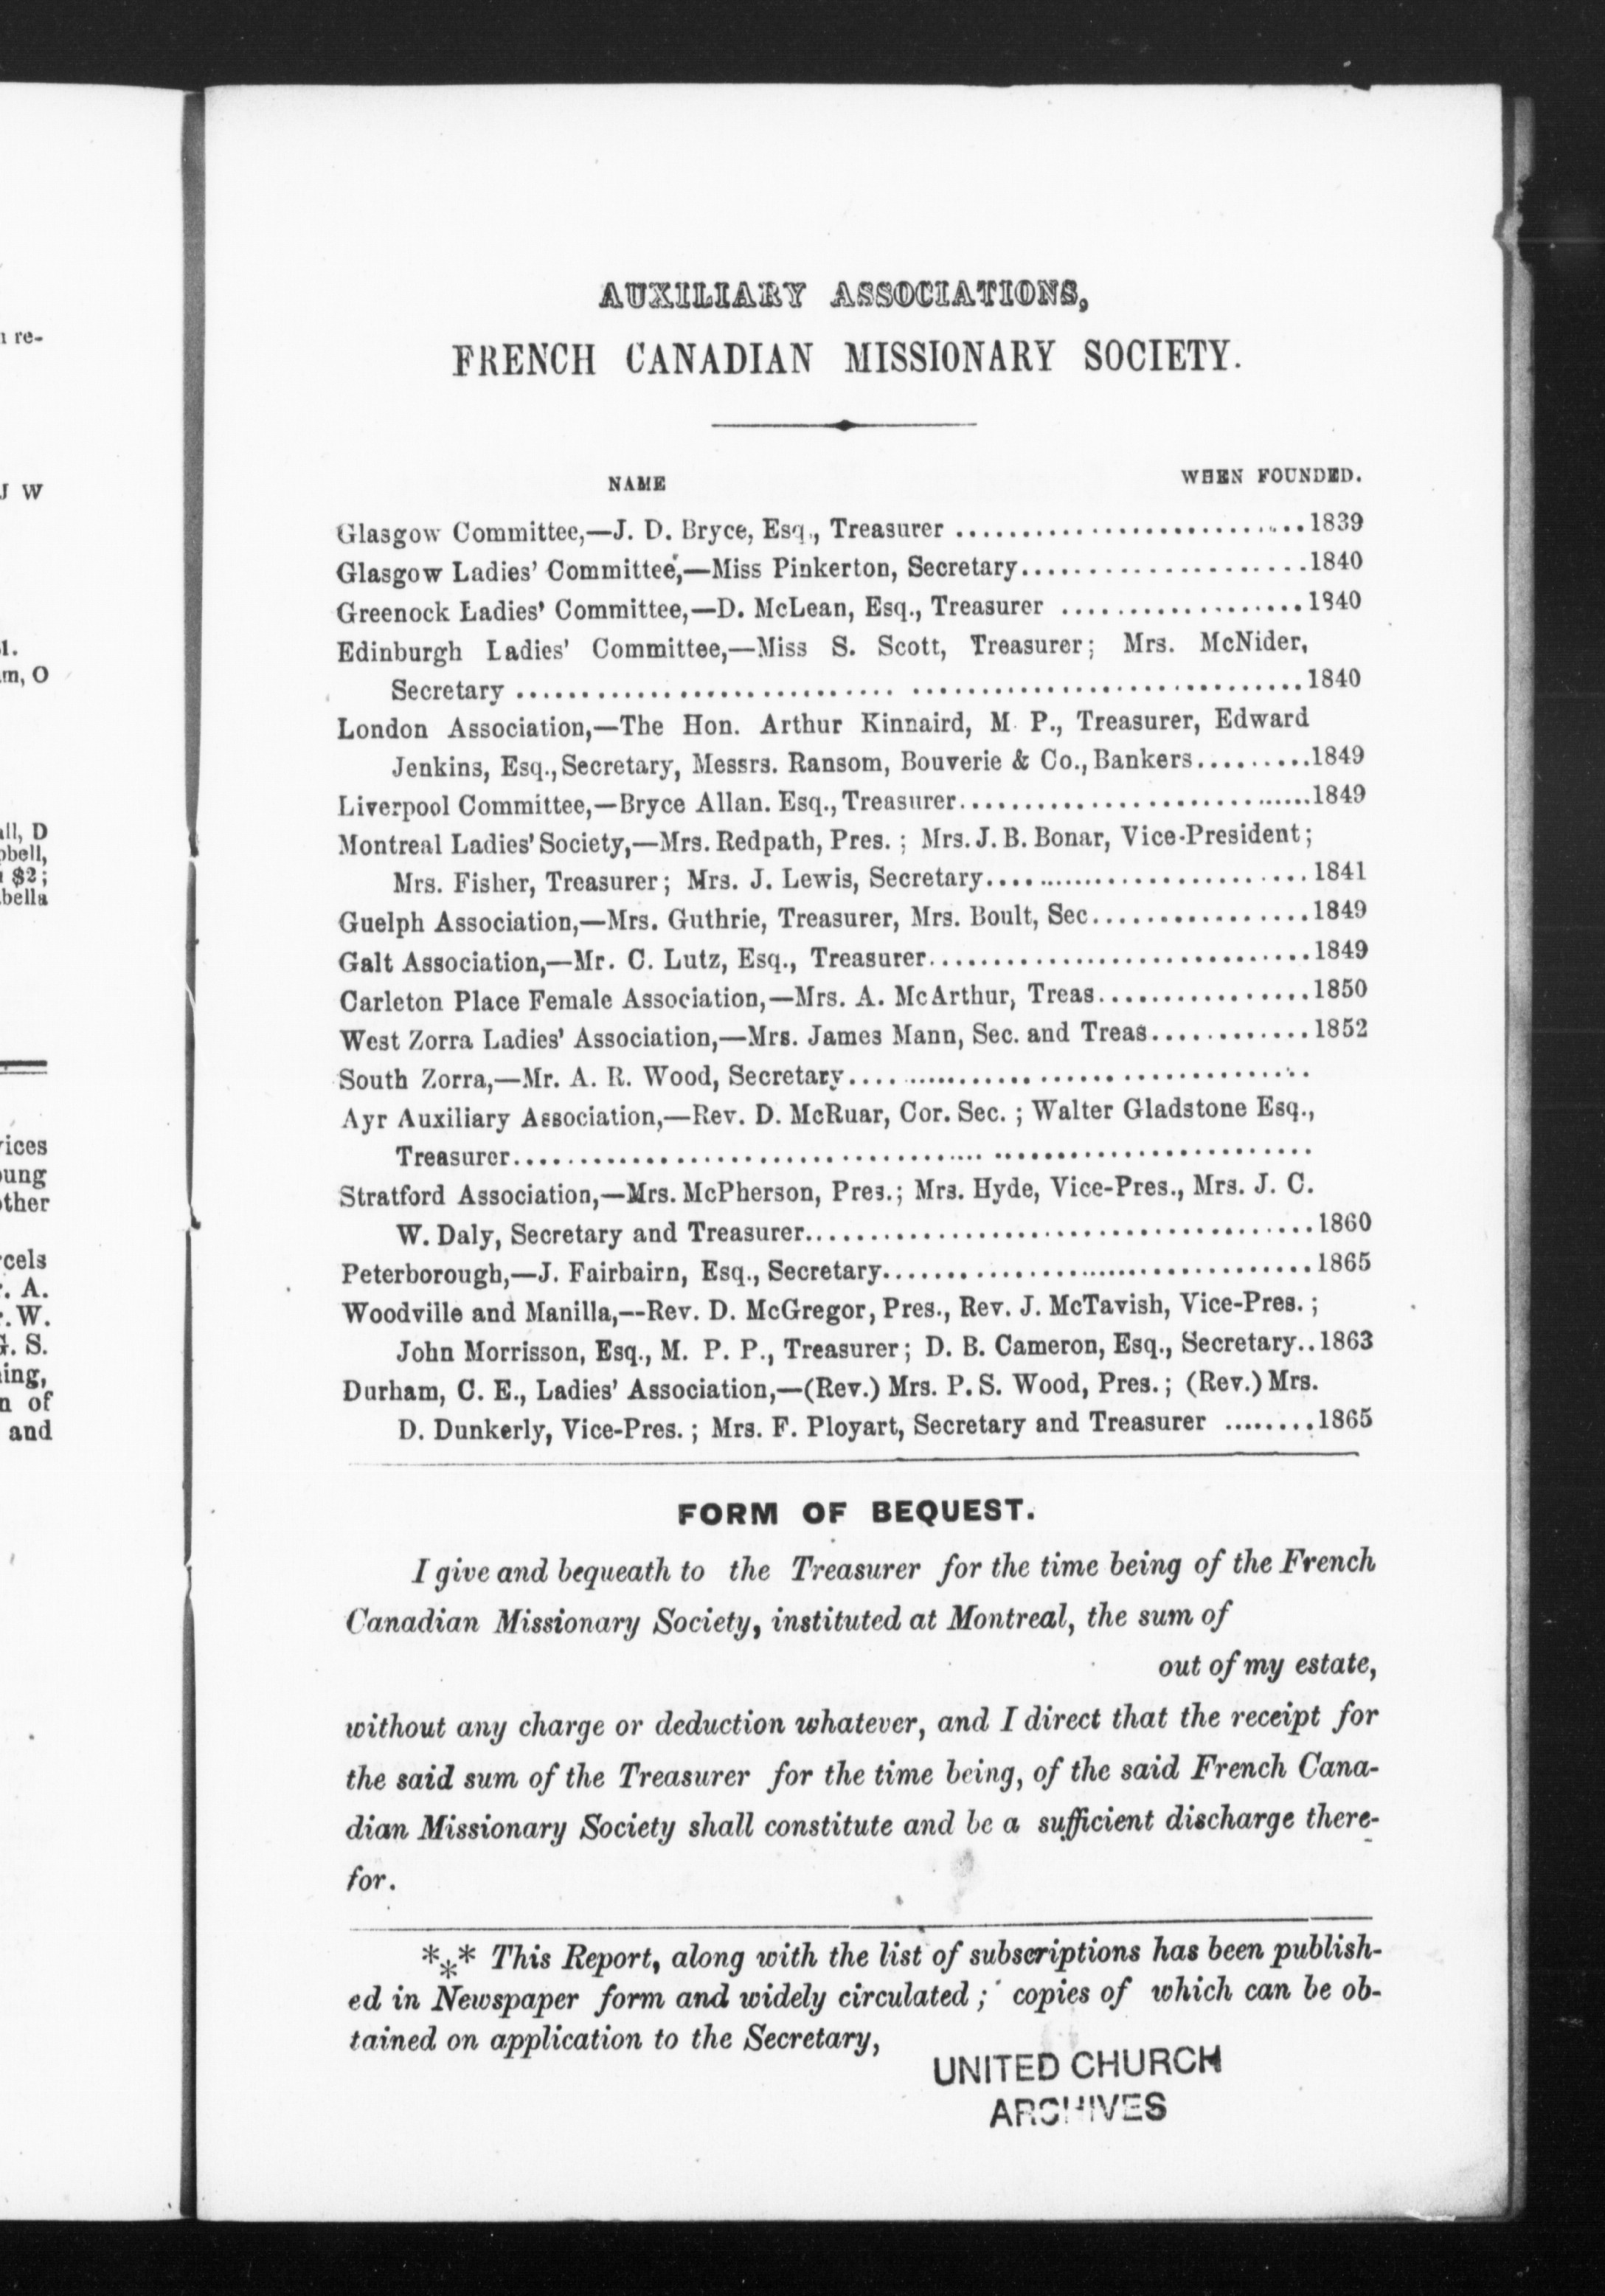 AUXILIARY ASSOCIATIONS,
FRENCH CANADIAN MISSIONARY SOCIETY.
NAME WHEN FOUNDED.
Glasgow Committee,—J. D. Bryce, Esq., Treasurer ..........................1839
Glasgow Ladies' Committee,—Miss Pinkerton, Secretary......................1840
Greenock Ladies' Committee,—D. McLean, Esq., Treasurer ...................1840
Edinburgh Ladies' Committee,—Miss S. Scott, Treasurer; Mrs. McNider,
Secretary ............................. ..............................1840
London Association,—The Hon. Arthur Kinnaird, M. P., Treasurer, Edward
Jenkins, Esq., Secretary, Messrs. Ransom, Bouverie & Co., Bankers.........1849
Liverpool Committee,—Bryce Allan. Esq., Treasurer...........................1849
Montreal Ladies' Society,—Mrs. Redpath, Pres. ; Mrs. J. B. Bonar, Vice-President;
Mrs. Fisher, Treasurer; Mrs. J. Lewis, Secretary.........................1841
Guelph Association,—Mrs. Guthrie, Treasurer, Mrs. Boult, Sec.................1849
Galt Association,—Mr. C. Lutz, Esq., Treasurer.............................1849
Carleton Place Female Association,—Mrs. A. McArthur, Treas................1850
West Zorra Ladies' Association,—Mrs. James Mann, Sec. and Treas............1852
South Zorra,—Mr. A. R. Wood, Secretary...................................
Ayr Auxiliary Association,—Rev. D. McRuar, Cor. Sec. ; Walter Gladstone Esq.,
Treasurer............................................................
Stratford Association,—Mrs. McPherson, Pres.; Mrs. Hyde, Vice-Pres., Mrs. J. C.
W. Daly, Secretary and Treasurer.......................................1860
Peterborough,—J. Fairbairn, Esq., Secretary.................................1865
Woodville and Manilla,—Rev. D. McGregor, Pres., Rev. J. McTavish, Vice-Pres. ;
John Morrisson, Esq., M. P. P., Treasurer; D. B. Cameron, Esq., Secretary..1863
Durham, C. E., Ladies' Association,—(Rev.) Mrs. P. S. Wood, Pres.; (Rev.) Mrs.
D. Dunkerly, Vice-Pres. ; Mrs. F. Ployart, Secretary and Treasurer ........1865
FORM OF BEQUEST.
I give and bequeath to the Treasurer for the time being of the French
Canadian Missionary Society, instituted at Montreal, the sum of
out of my estate,
without any charge or deduction whatever, and I direct that the receipt for
the said sum of the Treasurer for the time being, of the said French Cana-
dian Missionary Society shall constitute and be a sufficient discharge there-
for.
*** This Report, along with the list of subscriptions has been publish-
ed in Newspaper form and widely circulated ; copies of which can be ob-
tained on application to the Secretary,
UNITED CHURCH
ARCHIVES